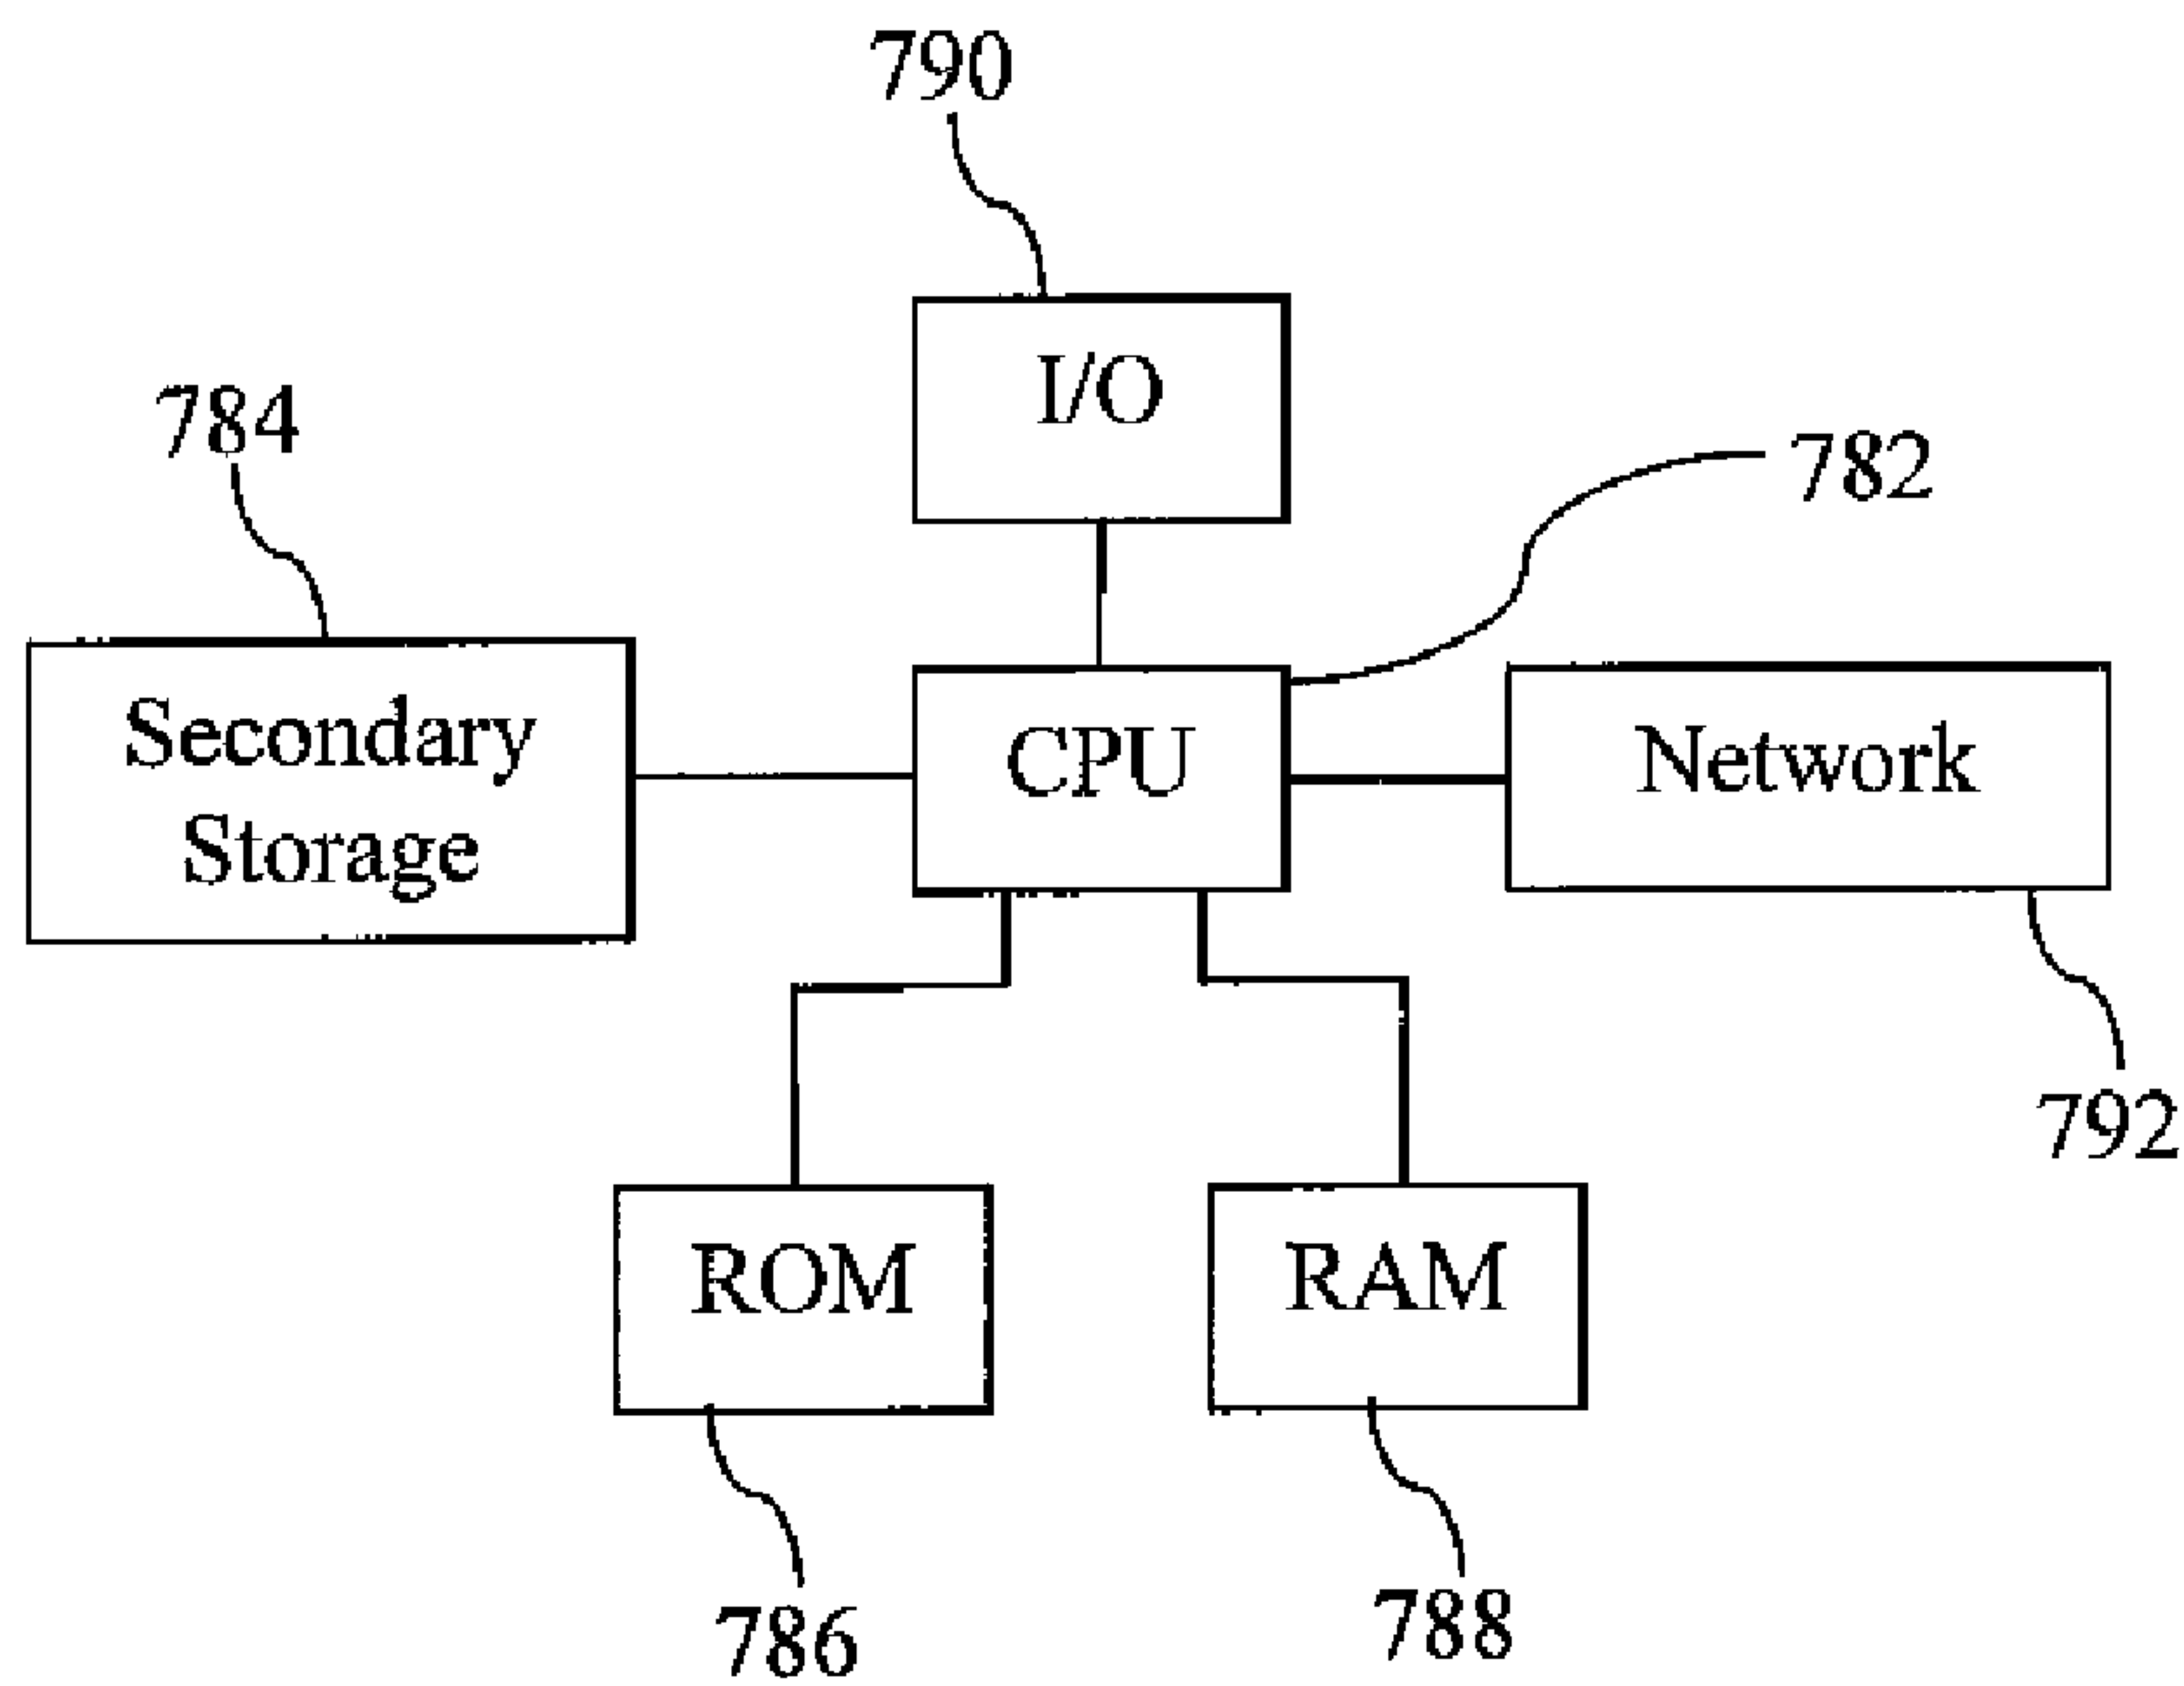 790
I/O
784
782
Secondary
Storage
CPU
Network
792
ROM
RAM
786
788